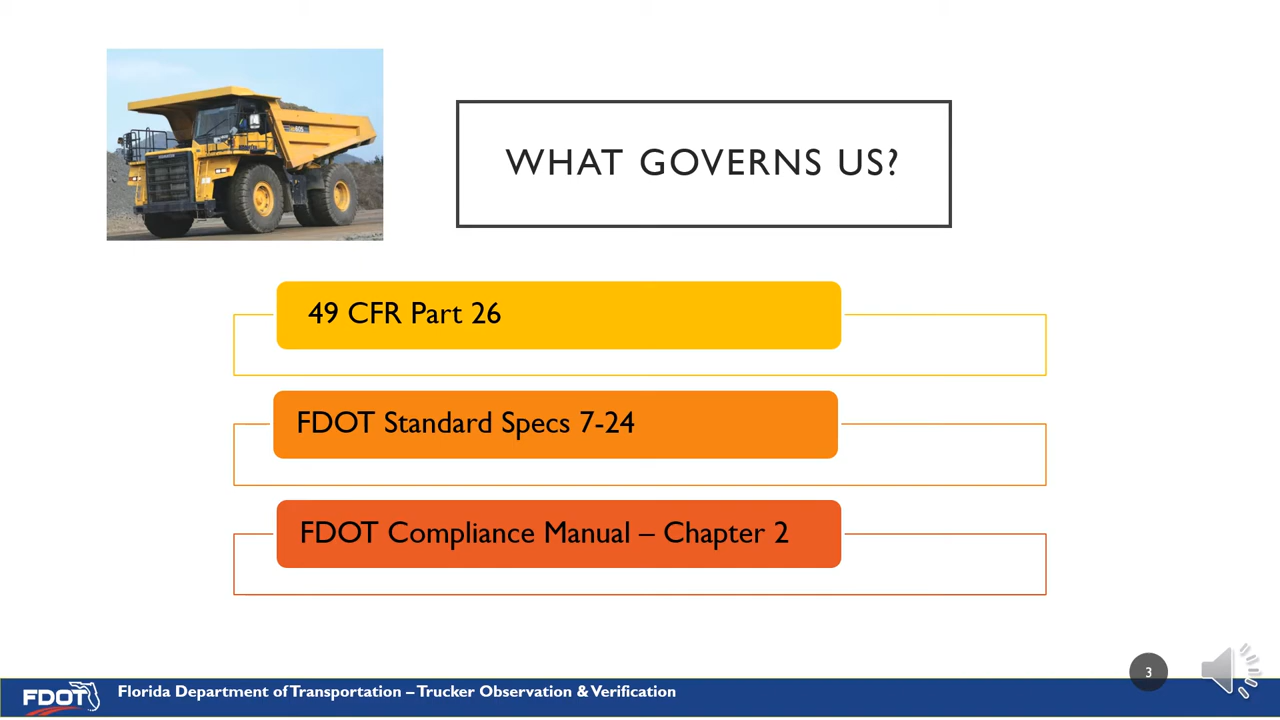 WHAT GOVERNS US?
49 CFR Part 26
FDOT Standard Specs 7-24
FDOT Compliance Manual – Chapter 2
3
FDOT
Florida Department of Transportation – Trucker Observation & Verification